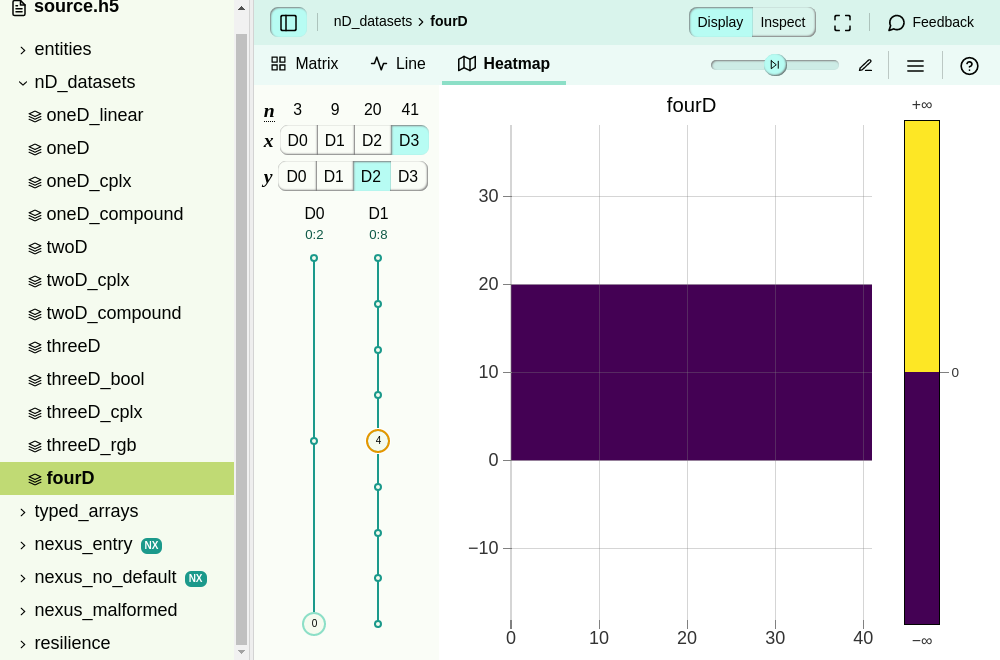 source.h5
entities
nD_datasets
oneD_linear
oneD
oneD_cplx
oneD_compound
twoD
twoD_cplx
twoD_compound
threeD
threeD_bool
threeD_cplx
threeD_rgb
fourD
typed_arrays
nexus_entry NX
nexus_no_default NX
nexus_malformed
resilience
nD_datasets › fourD
Display Inspect
Feedback
Matrix Line Heatmap
n 3 9 20 41
x D0 D1 D2 D3
y D0 D1 D2 D3
D0 D1
0:2 0:8
4
0
fourD
30
20
10
0
−10
0 10 20 30 40
+∞
0
−∞